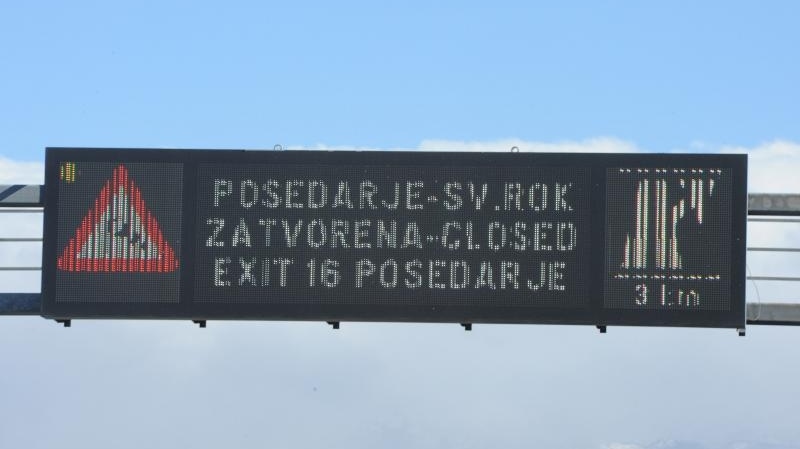 POSEDARJE-SV.ROK
ZATVORENA-CLOSED
EXIT 16 POSEDARJE
3 km